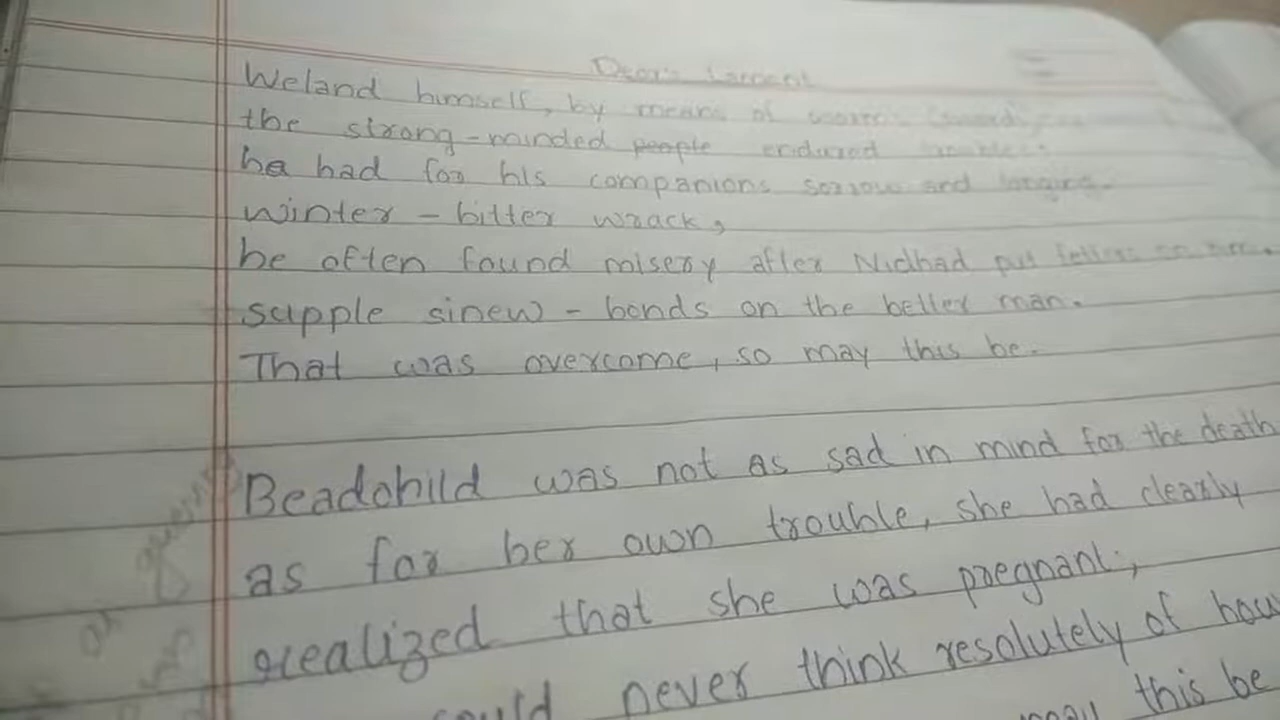 Deor's Lament
Weland himself, by means of
the strong-minded people endured
he had for his companions sorrow and longing.
winter - bitter wrack,
he often found misery after Nidhad put fetters on him.
supple sinew - bonds on the better man.
That was overcome, so may this be.
Beadohild was not as sad in mind for the death
as for her own trouble, she had clearly
realized that she was pregnant;
could never think resolutely of how
may this be